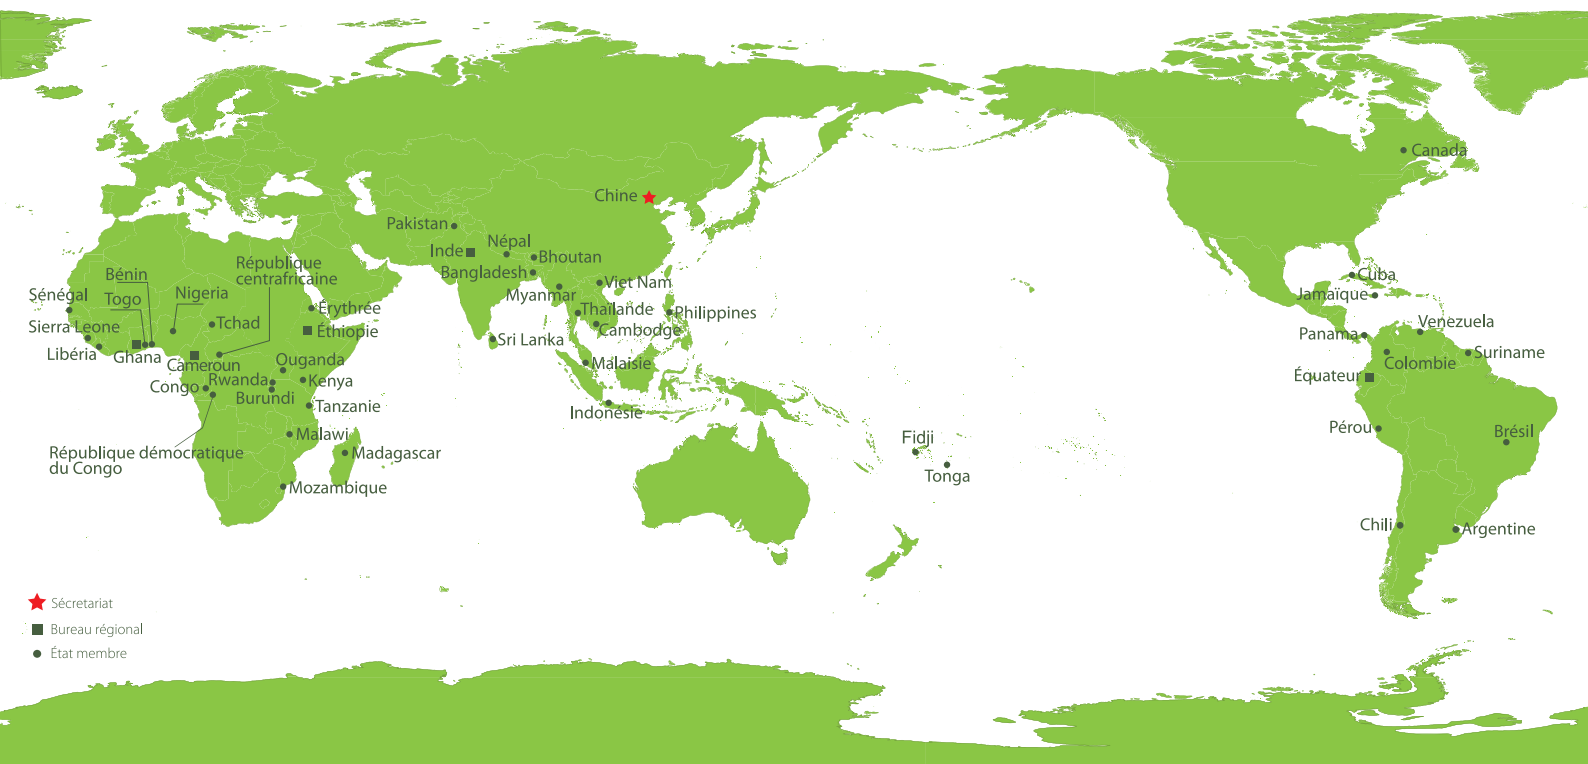 Canada
Chine
Pakistan
Népal
Inde
Bhoutan
République
centrafricaine
Bénin
Bangladesh
Cuba
Viet Nam
Sénégal
Togo
Nigeria
Myanmar
Jamaïque
Érythrée
Thaïlande
Philippines
Venezuela
Sierra Leone
Tchad
Éthiopie
Cambodge
Panama
Sri Lanka
Libéria
Ghana
Suriname
Cameroun
Ouganda
Malaisie
Colombie
Équateur
Congo
Rwanda
Kenya
Burundi
Tanzanie
Indonésie
Pérou
Brésil
Malawi
Fidji
République démocratique
du Congo
Madagascar
Tonga
Mozambique
Chili
Argentine
Sécretariat
Bureau régional
État membre